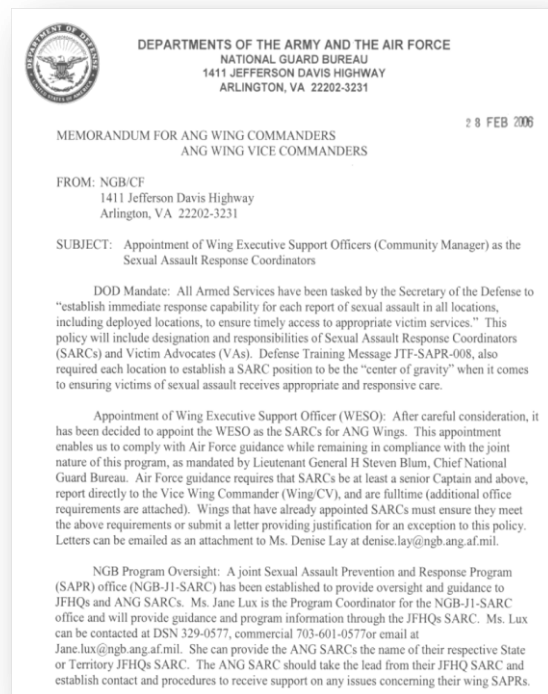 DEPARTMENTS OF THE ARMY AND THE AIR FORCE
NATIONAL GUARD BUREAU
1411 JEFFERSON DAVIS HIGHWAY
ARLINGTON, VA 22202-3231
28 FEB 2006
MEMORANDUM FOR ANG WING COMMANDERS
ANG WING VICE COMMANDERS
FROM: NGB/CF
1411 Jefferson Davis Highway
Arlington, VA 22202-3231
SUBJECT: Appointment of Wing Executive Support Officers (Community Manager) as the
Sexual Assault Response Coordinators
DOD Mandate: All Armed Services have been tasked by the Secretary of the Defense to
“establish immediate response capability for each report of sexual assault in all locations,
including deployed locations, to ensure timely access to appropriate victim services.” This
policy will include designation and responsibilities of Sexual Assault Response Coordinators
(SARCs) and Victim Advocates (VAs). Defense Training Message JTF-SAPR-008, also
required each location to establish a SARC position to be the “center of gravity” when it comes
to ensuring victims of sexual assault receives appropriate and responsive care.
Appointment of Wing Executive Support Officer (WESO): After careful consideration, it
has been decided to appoint the WESO as the SARCs for ANG Wings. This appointment
enables us to comply with Air Force guidance while remaining in compliance with the joint
nature of this program, as mandated by Lieutenant General H Steven Blum, Chief National
Guard Bureau. Air Force guidance requires that SARCs be at least a senior Captain and above,
report directly to the Vice Wing Commander (Wing/CV), and are fulltime (additional office
requirements are attached). Wings that have already appointed SARCs must ensure they meet
the above requirements or submit a letter providing justification for an exception to this policy.
Letters can be emailed as an attachment to Ms. Denise Lay at denise.lay@ngb.ang.af.mil.
NGB Program Oversight: A joint Sexual Assault Prevention and Response Program
(SAPR) office (NGB-J1-SARC) has been established to provide oversight and guidance to
JFHQs and ANG SARCs. Ms. Jane Lux is the Program Coordinator for the NGB-J1-SARC
office and will provide guidance and program information through the JFHQs SARC. Ms. Lux
can be contacted at DSN 329-0577, commercial 703-601-0577or email at
Jane.lux@ngb.ang.af.mil. She can provide the ANG SARCs the name of their respective State
or Territory JFHQs SARC. The ANG SARC should take the lead from their JFHQ SARC and
establish contact and procedures to receive support on any issues concerning their wing SAPRs.